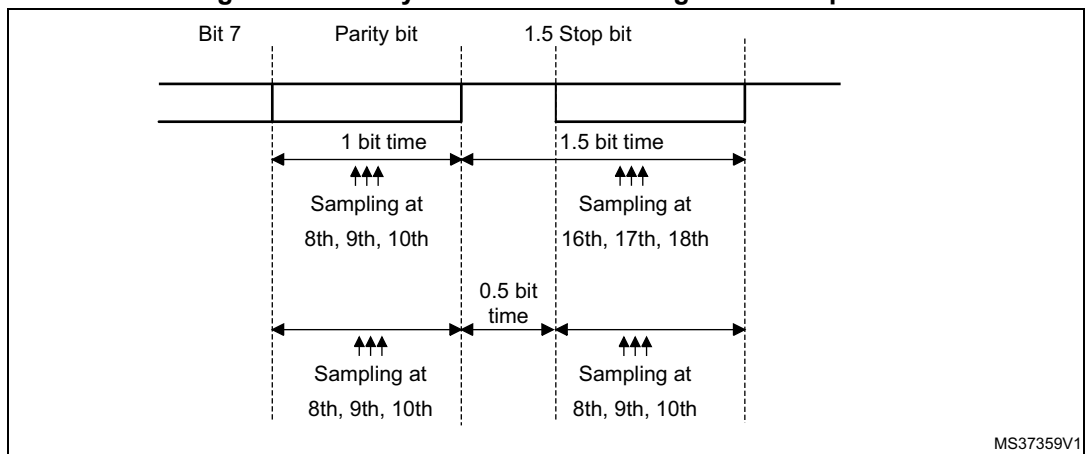 Bit 7 Parity bit 1.5 Stop bit
1 bit time 1.5 bit time
Sampling at Sampling at
8th, 9th, 10th 16th, 17th, 18th
0.5 bit
time
Sampling at Sampling at
8th, 9th, 10th 8th, 9th, 10th
MS37359V1